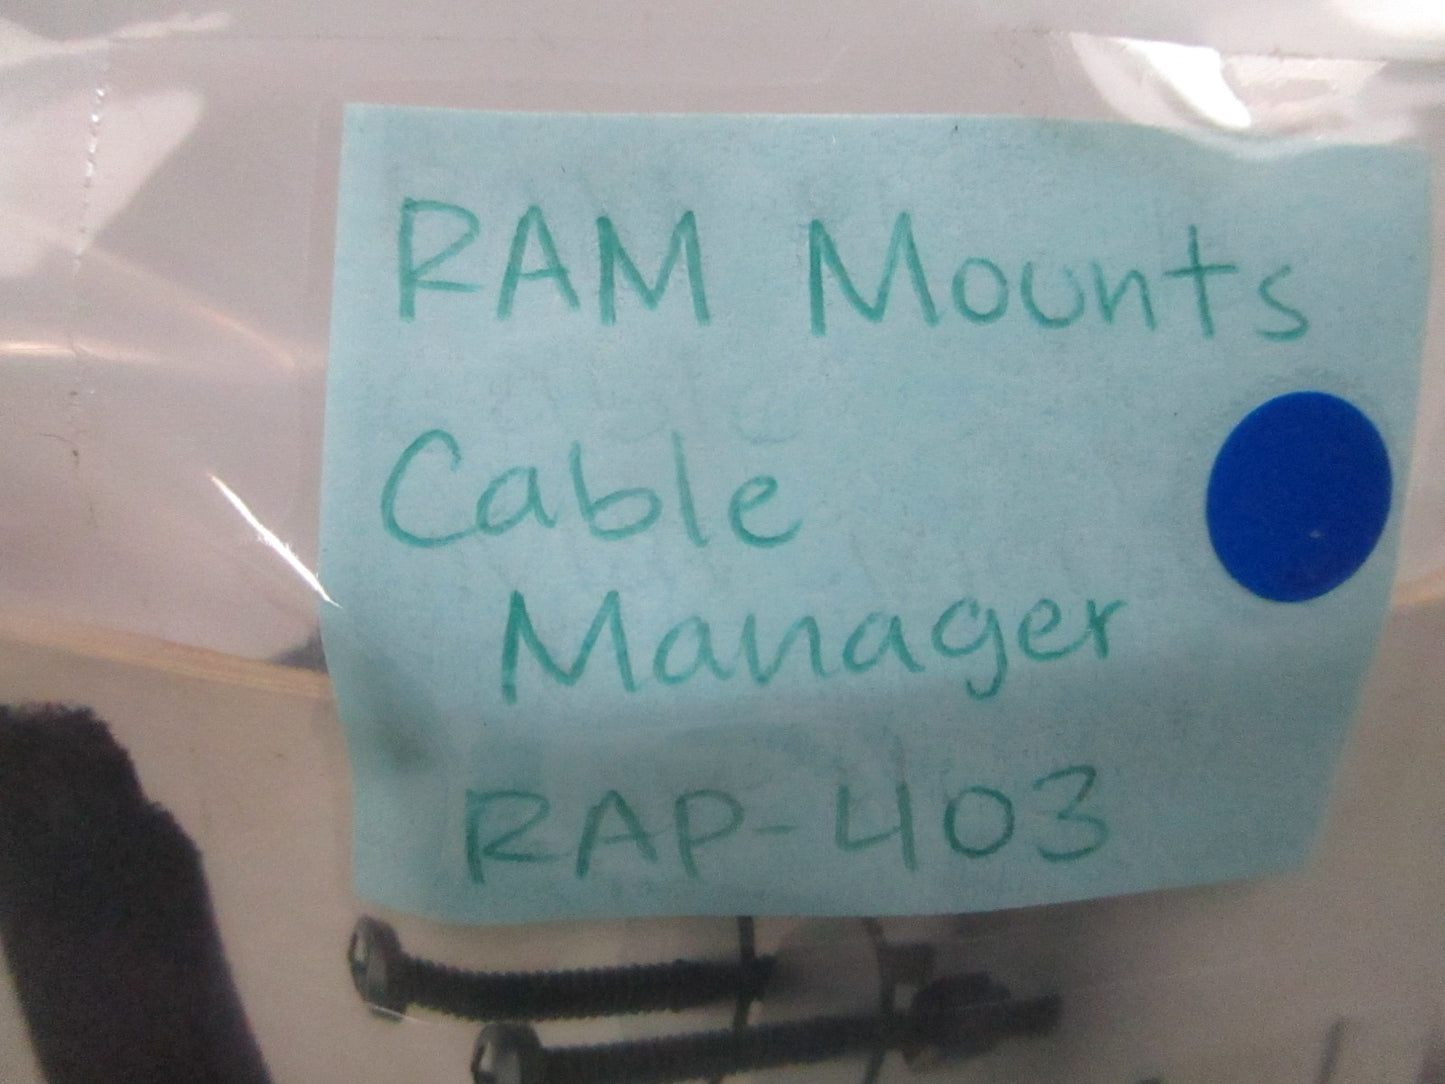 RAM Mounts
Cable
Manager
RAP-403